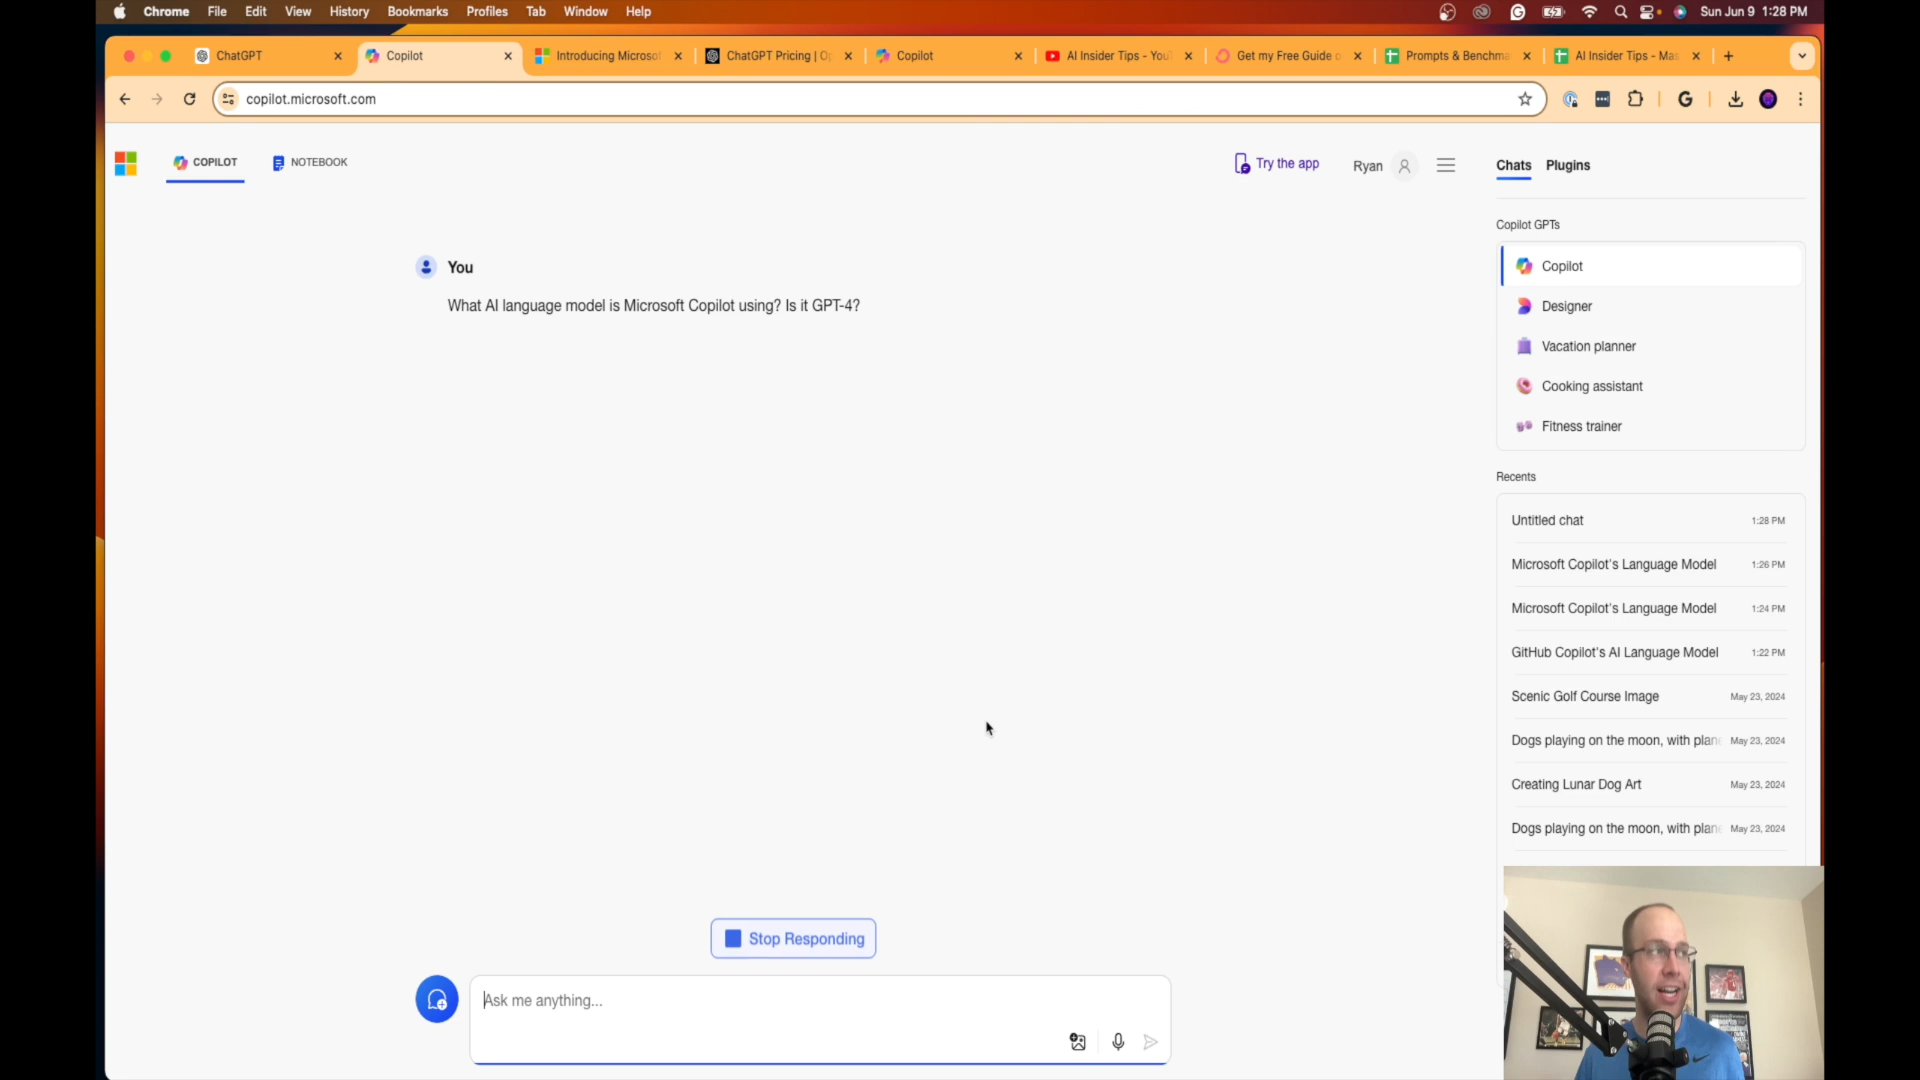 Chrome File Edit View History Bookmarks Profiles Tab Window Help
Sun Jun 9 1:28 PM
ChatGPT
Copilot
Introducing Microsof
ChatGPT Pricing | O
Copilot
AI Insider Tips - You
Get my Free Guide
Prompts & Benchma
AI Insider Tips - Mas
copilot.microsoft.com
COPILOT
NOTEBOOK
Try the app
Ryan
Chats Plugins
You
What AI language model is Microsoft Copilot using? Is it GPT-4?
Stop Responding
Ask me anything...
Copilot GPTs
Copilot
Designer
Vacation planner
Cooking assistant
Fitness trainer
Recents
Untitled chat 1:28 PM
Microsoft Copilot's Language Model 1:26 PM
Microsoft Copilot's Language Model 1:24 PM
GitHub Copilot's AI Language Model 1:22 PM
Scenic Golf Course Image May 23, 2024
Dogs playing on the moon, with plan May 23, 2024
Creating Lunar Dog Art May 23, 2024
Dogs playing on the moon, with plan May 23, 2024